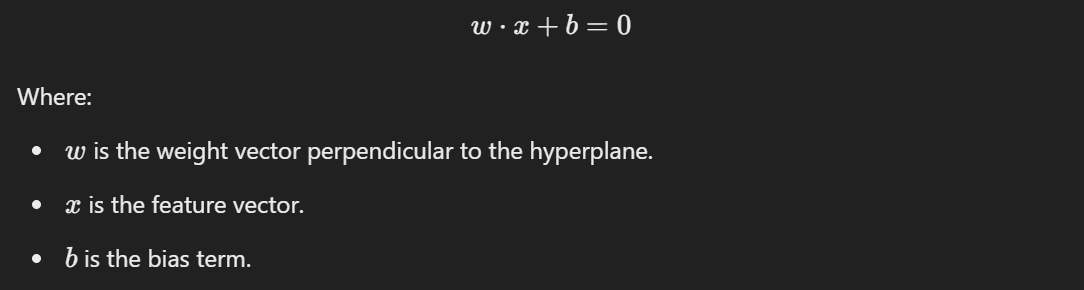 w · x + b = 0
Where:
• w is the weight vector perpendicular to the hyperplane.
• x is the feature vector.
• b is the bias term.